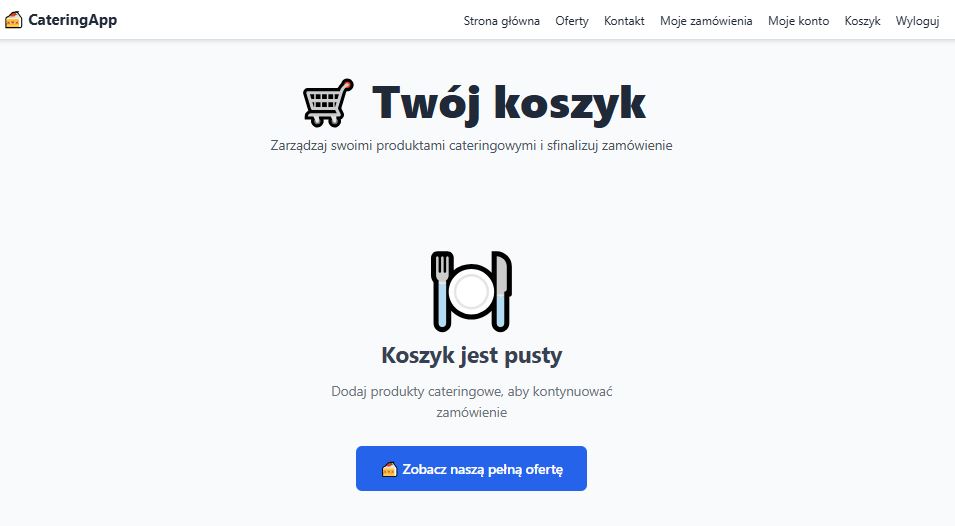 CateringApp
Strona główna Oferty Kontakt Moje zamówienia Moje konto Koszyk Wyloguj
Twój koszyk
Zarządzaj swoimi produktami cateringowymi i sfinalizuj zamówienie
Koszyk jest pusty
Dodaj produkty cateringowe, aby kontynuować
zamówienie
Zobacz naszą pełną ofertę